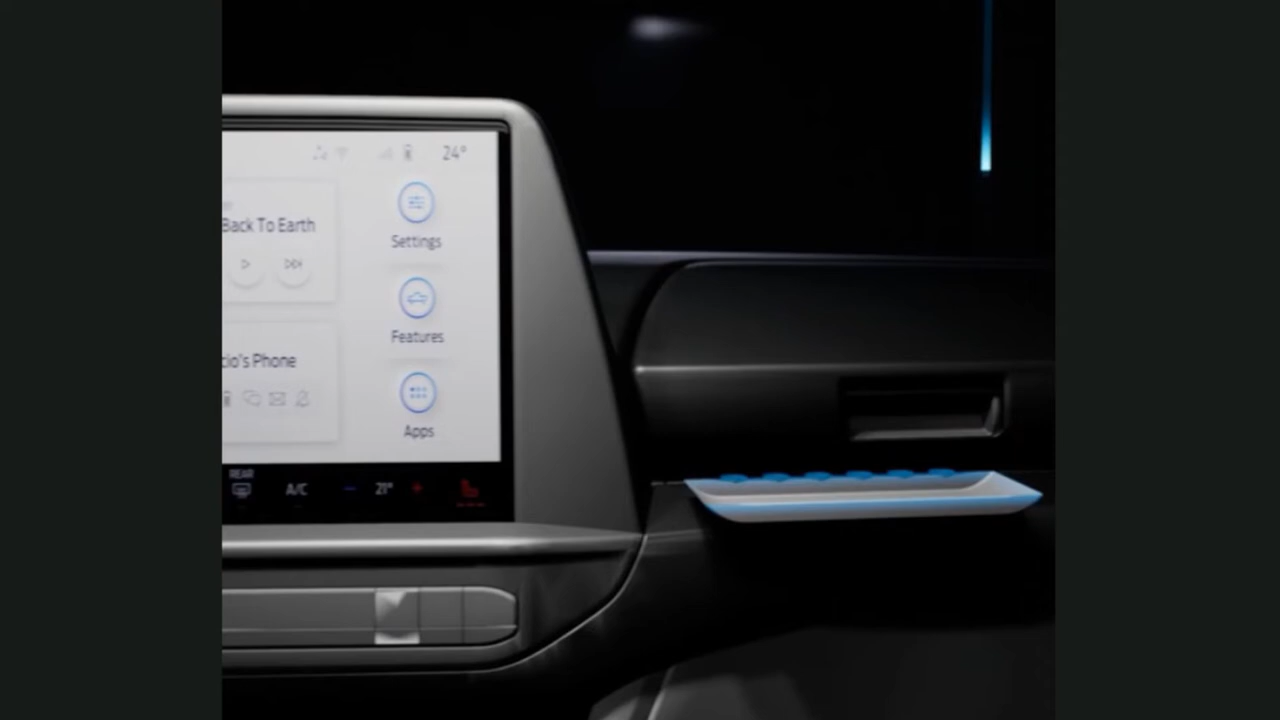 24°
Back To Earth
Settings
Features
cio's Phone
Apps
REAR
A/C
21°